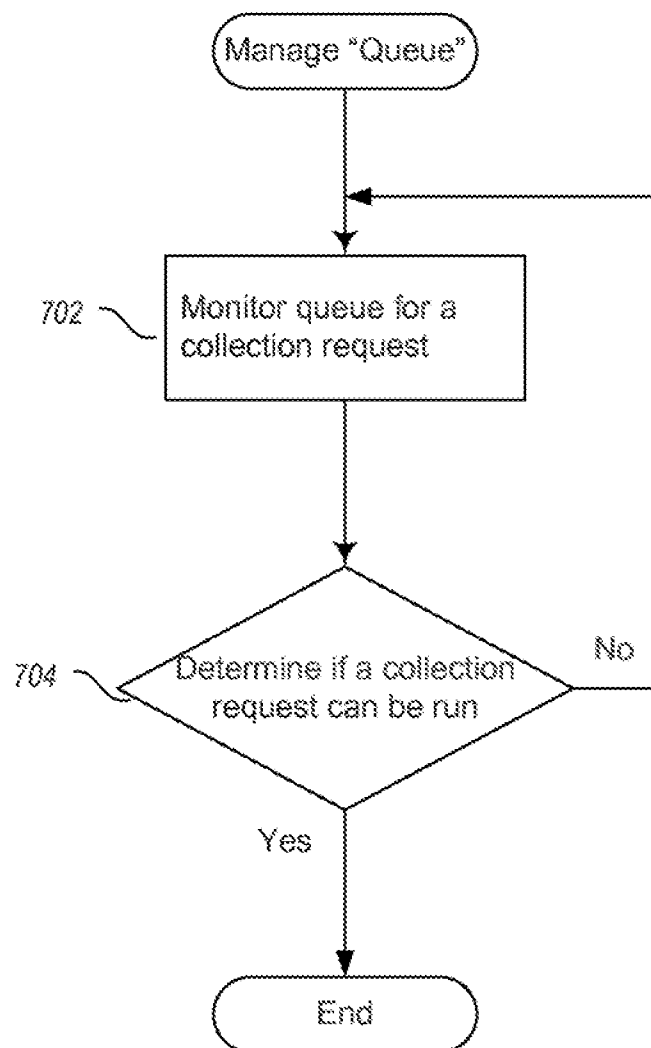 Manage “Queue”
702
Monitor queue for a
collection request
704
Determine if a collection
request can be run
No
Yes
End